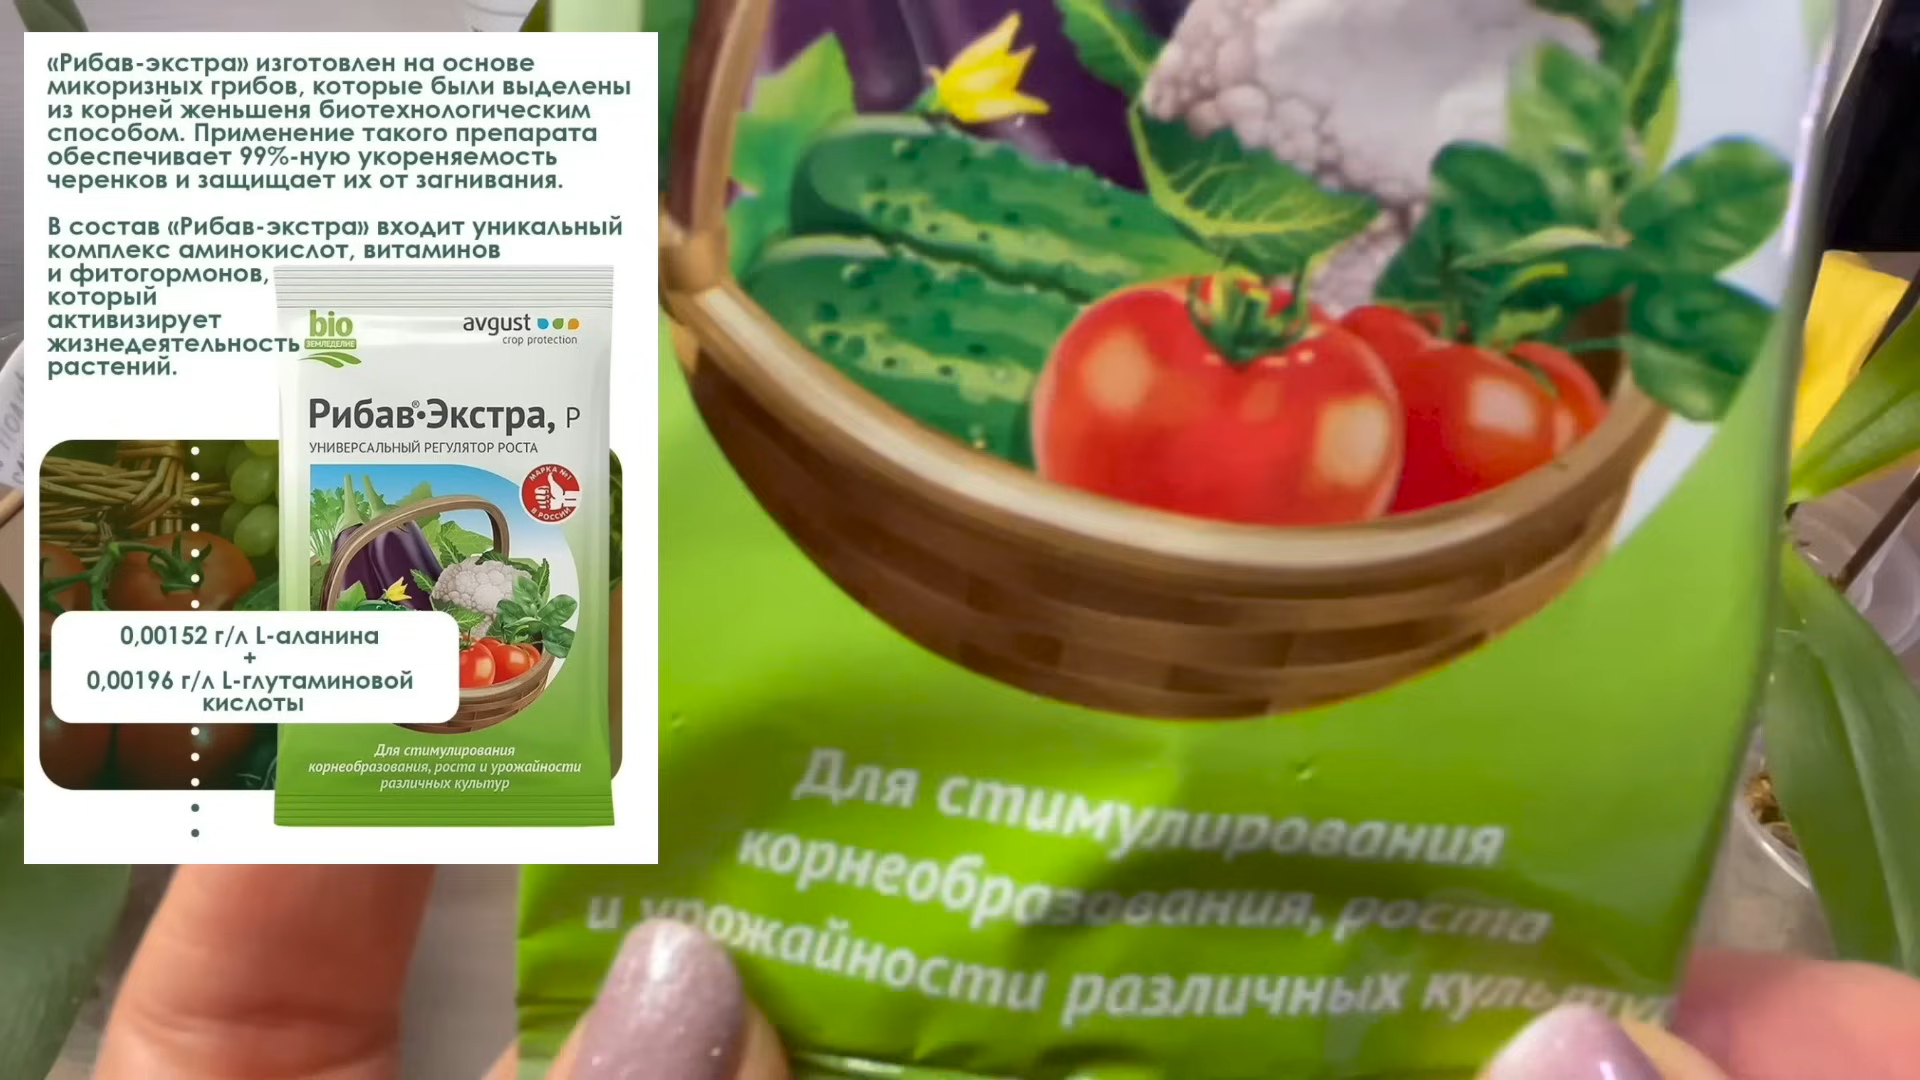 «Рибав-экстра» изготовлен на основе
микоризных грибов, которые были выделены
из корней женьшеня биотехнологическим
способом. Применение такого препарата
обеспечивает 99%-ную укореняемость
черенков и защищает их от загнивания.
В состав «Рибав-экстра» входит уникальный
комплекс аминокислот, витаминов
и фитогормонов,
который
активизирует
жизнедеятельность
растений.
bio
ЗЕМЛЕДЕЛИЕ
avgust
crop protection
Рибав®•Экстра, Р
УНИВЕРСАЛЬНЫЙ РЕГУЛЯТОР РОСТА
МАРКА №1
В РОССИИ
0,00152 г/л L-аланина
+
0,00196 г/л L-глутаминовой
кислоты
Для стимулирования
корнеобразования, роста и урожайности
различных культур
Для стимулирования
корнеобразования, роста
и урожайности различных культур